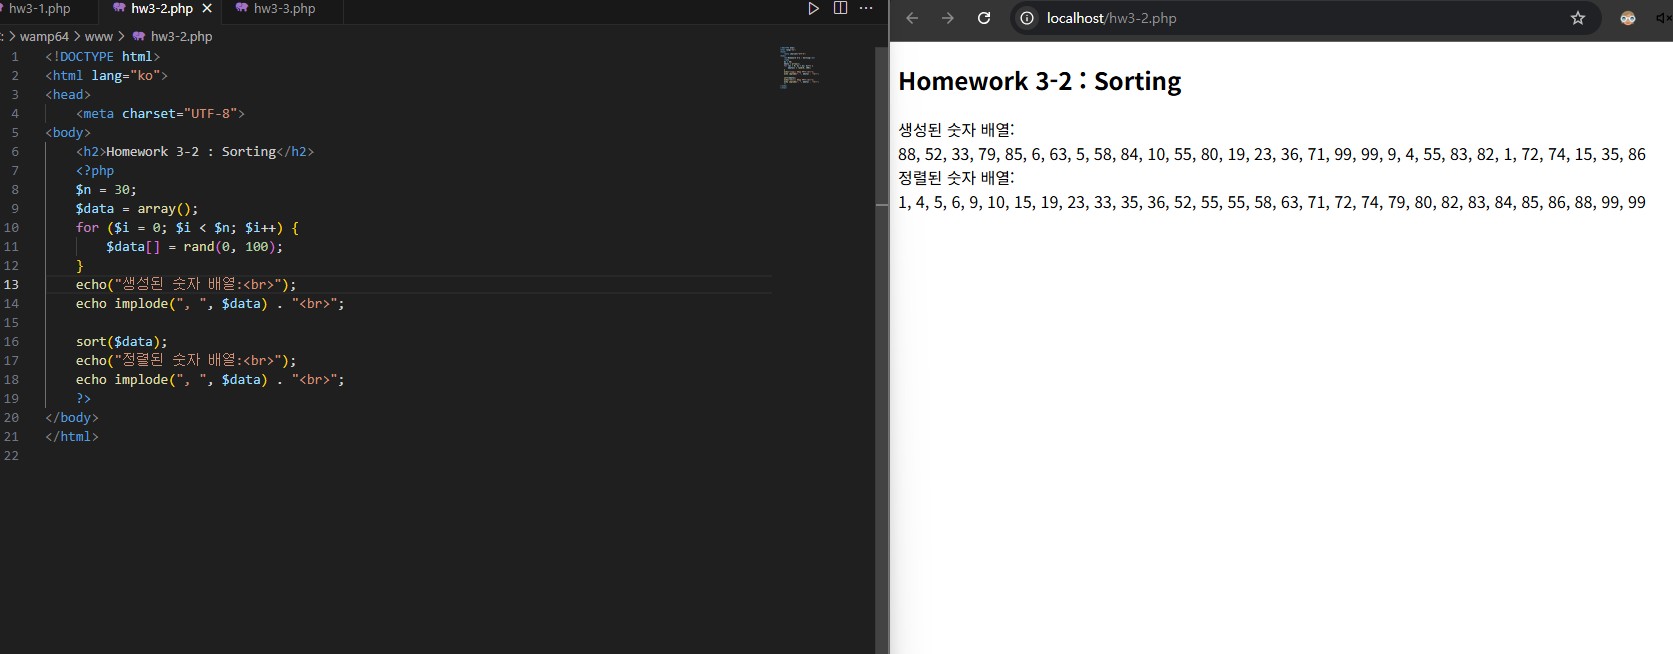 hw3-1.php
hw3-2.php
hw3-3.php
wamp64 > www > hw3-2.php
1 <!DOCTYPE html>
2 <html lang="ko">
3 <head>
4 <meta charset="UTF-8">
5 <body>
6 <h2>Homework 3-2 : Sorting</h2>
7 <?php
8 $n = 30;
9 $data = array();
10 for ($i = 0; $i < $n; $i++) {
11 $data[] = rand(0, 100);
12 }
13 echo("생성된 숫자 배열:<br>");
14 echo implode(", ", $data) . "<br>";
15
16 sort($data);
17 echo("정렬된 숫자 배열:<br>");
18 echo implode(", ", $data) . "<br>";
19 ?>
20 </body>
21 </html>
22
localhost/hw3-2.php
Homework 3-2 : Sorting
생성된 숫자 배열:
88, 52, 33, 79, 85, 6, 63, 5, 58, 84, 10, 55, 80, 19, 23, 36, 71, 99, 99, 9, 4, 55, 83, 82, 1, 72, 74, 15, 35, 86
정렬된 숫자 배열:
1, 4, 5, 6, 9, 10, 15, 19, 23, 33, 35, 36, 52, 55, 55, 58, 63, 71, 72, 74, 79, 80, 82, 83, 84, 85, 86, 88, 99, 99